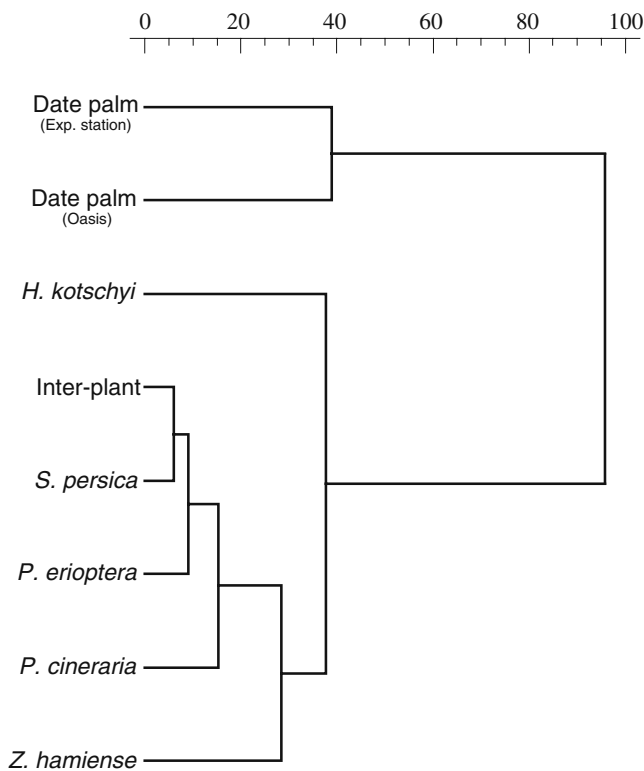 0 20 40 60 80 100
Date palm
(Exp. station)
Date palm
(Oasis)
H. kotschyi
Inter-plant
S. persica
P. erioptera
P. cineraria
Z. hamiense